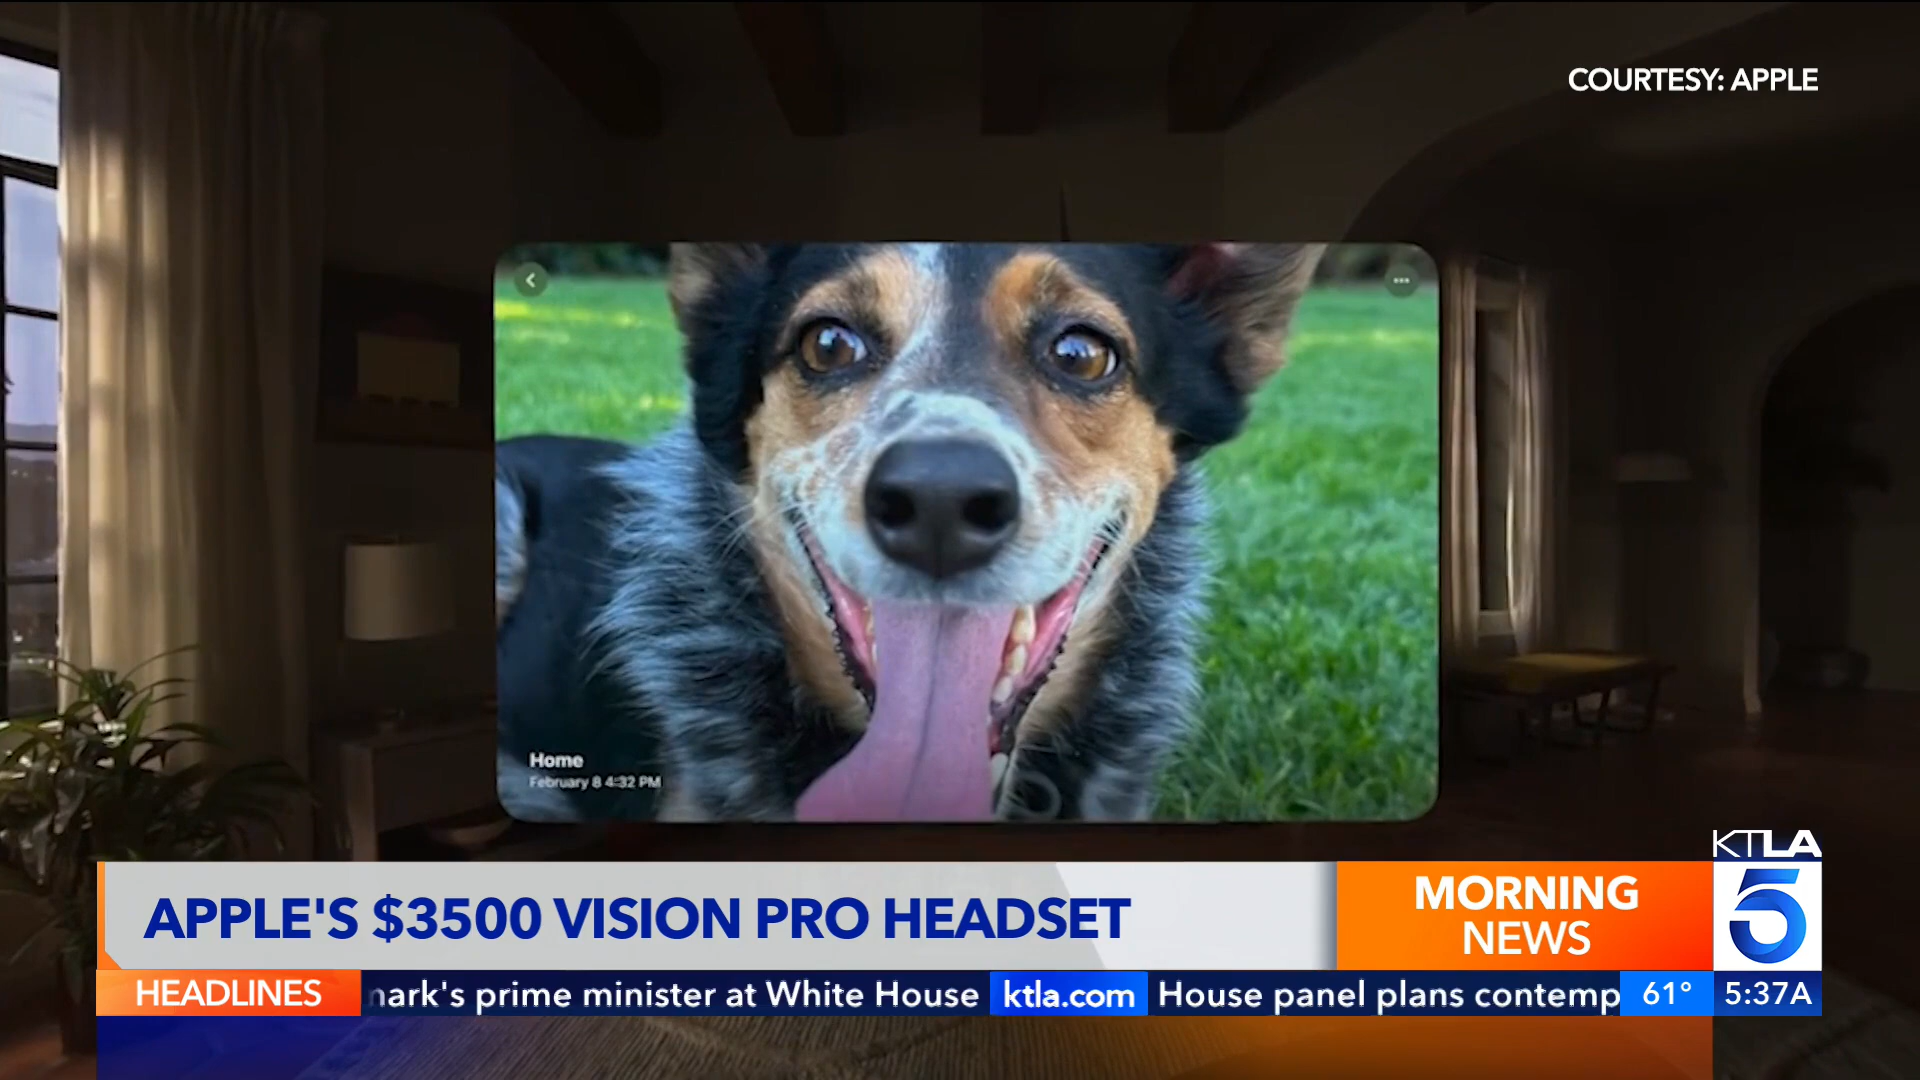 COURTESY: APPLE
Home
February 8 4:32 PM
KTLA
5
APPLE'S $3500 VISION PRO HEADSET
MORNING
NEWS
HEADLINES
mark's prime minister at White House
ktla.com
House panel plans contemp
61°
5:37A